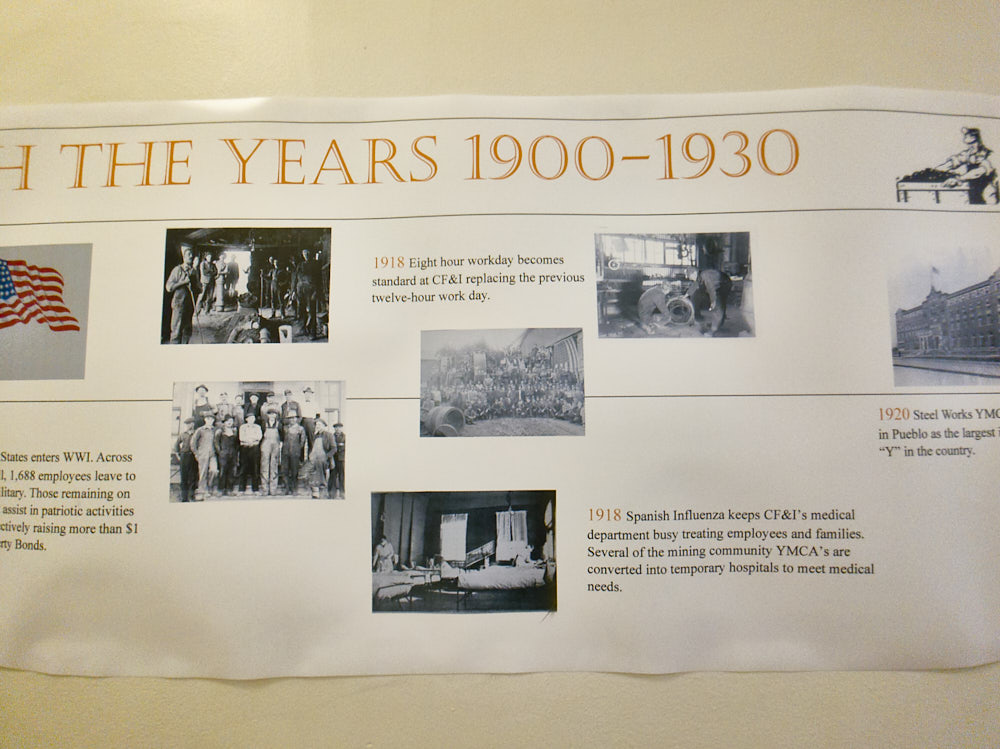 H THE YEARS 1900-1930
1918 Eight hour workday becomes
standard at CF&I replacing the previous
twelve-hour work day.
States enters WWI. Across
l, 1,688 employees leave to
litary. Those remaining on
assist in patriotic activities
ctively raising more than $1
rty Bonds.
1918 Spanish Influenza keeps CF&I's medical
department busy treating employees and families.
Several of the mining community YMCA's are
converted into temporary hospitals to meet medical
needs.
1920 Steel Works YMC
in Pueblo as the largest i
"Y" in the country.